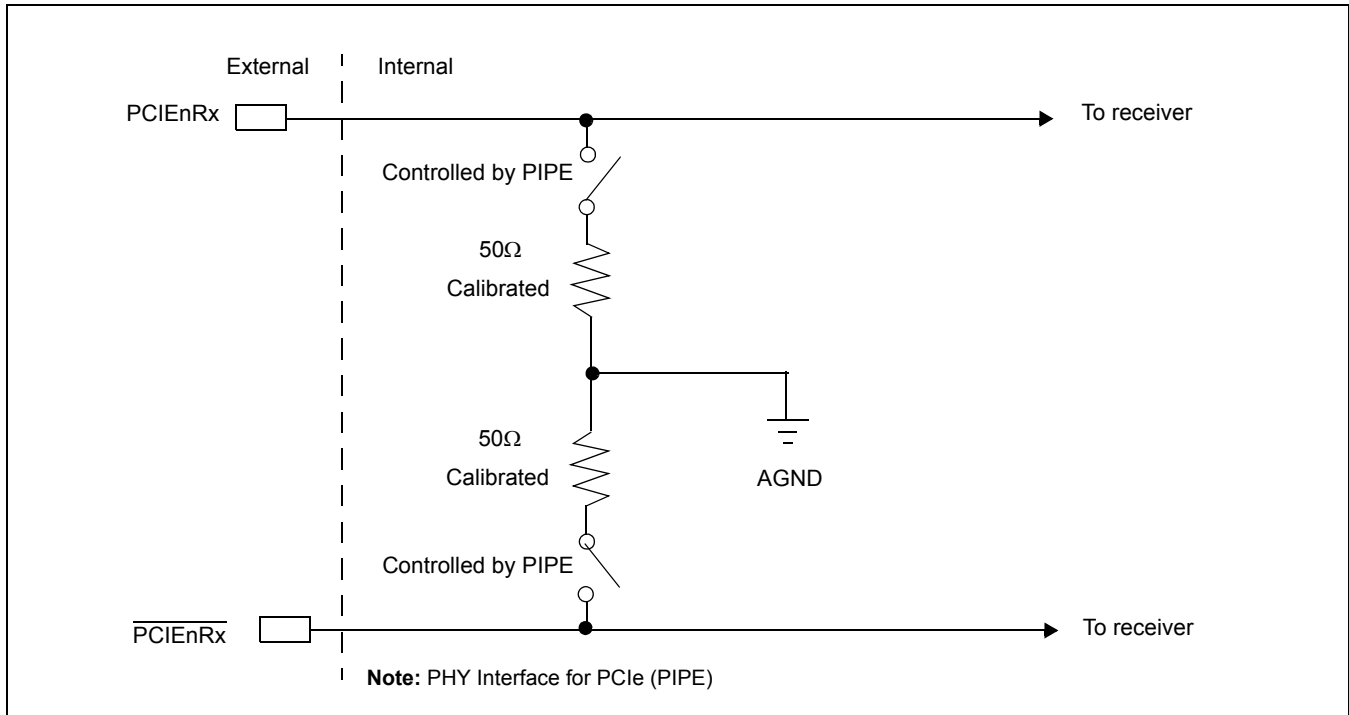 External
Internal
PCIEnRx
To receiver
Controlled by PIPE
50Ω
Calibrated
50Ω
Calibrated
AGND
Controlled by PIPE
PCIEnRx
To receiver
Note: PHY Interface for PCIe (PIPE)